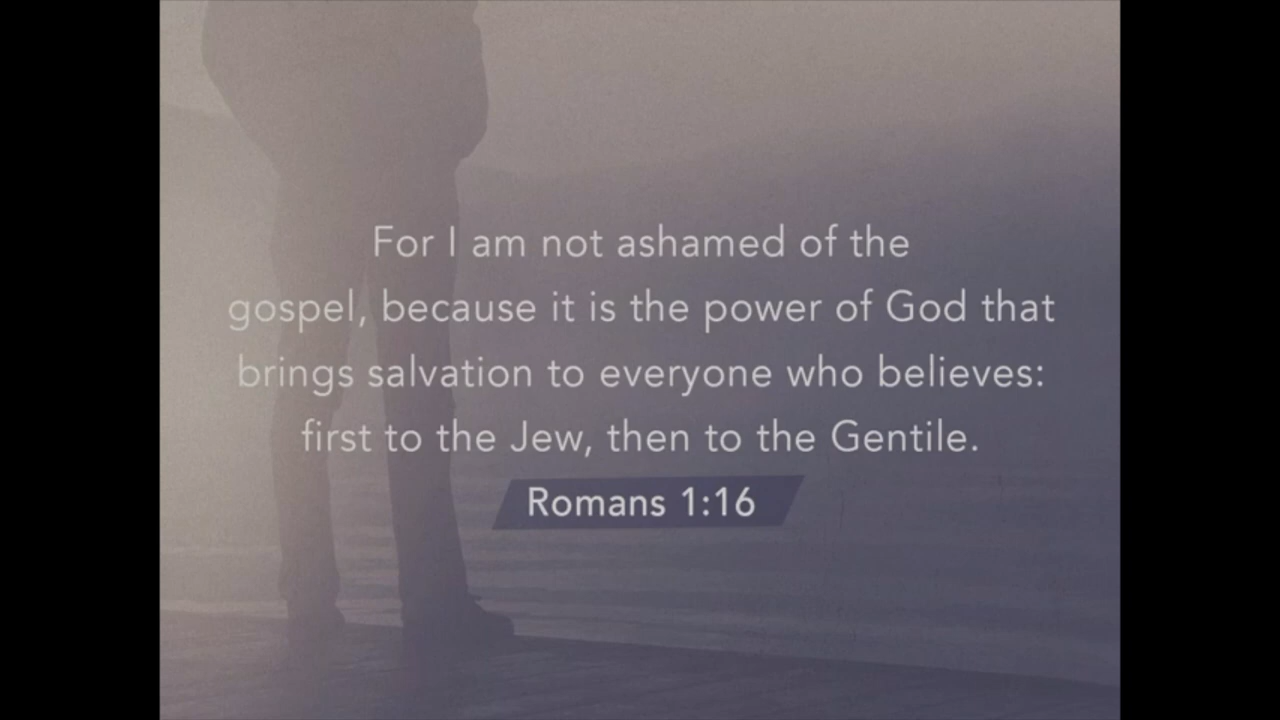 For I am not ashamed of the
gospel, because it is the power of God that
brings salvation to everyone who believes:
first to the Jew, then to the Gentile.
Romans 1:16